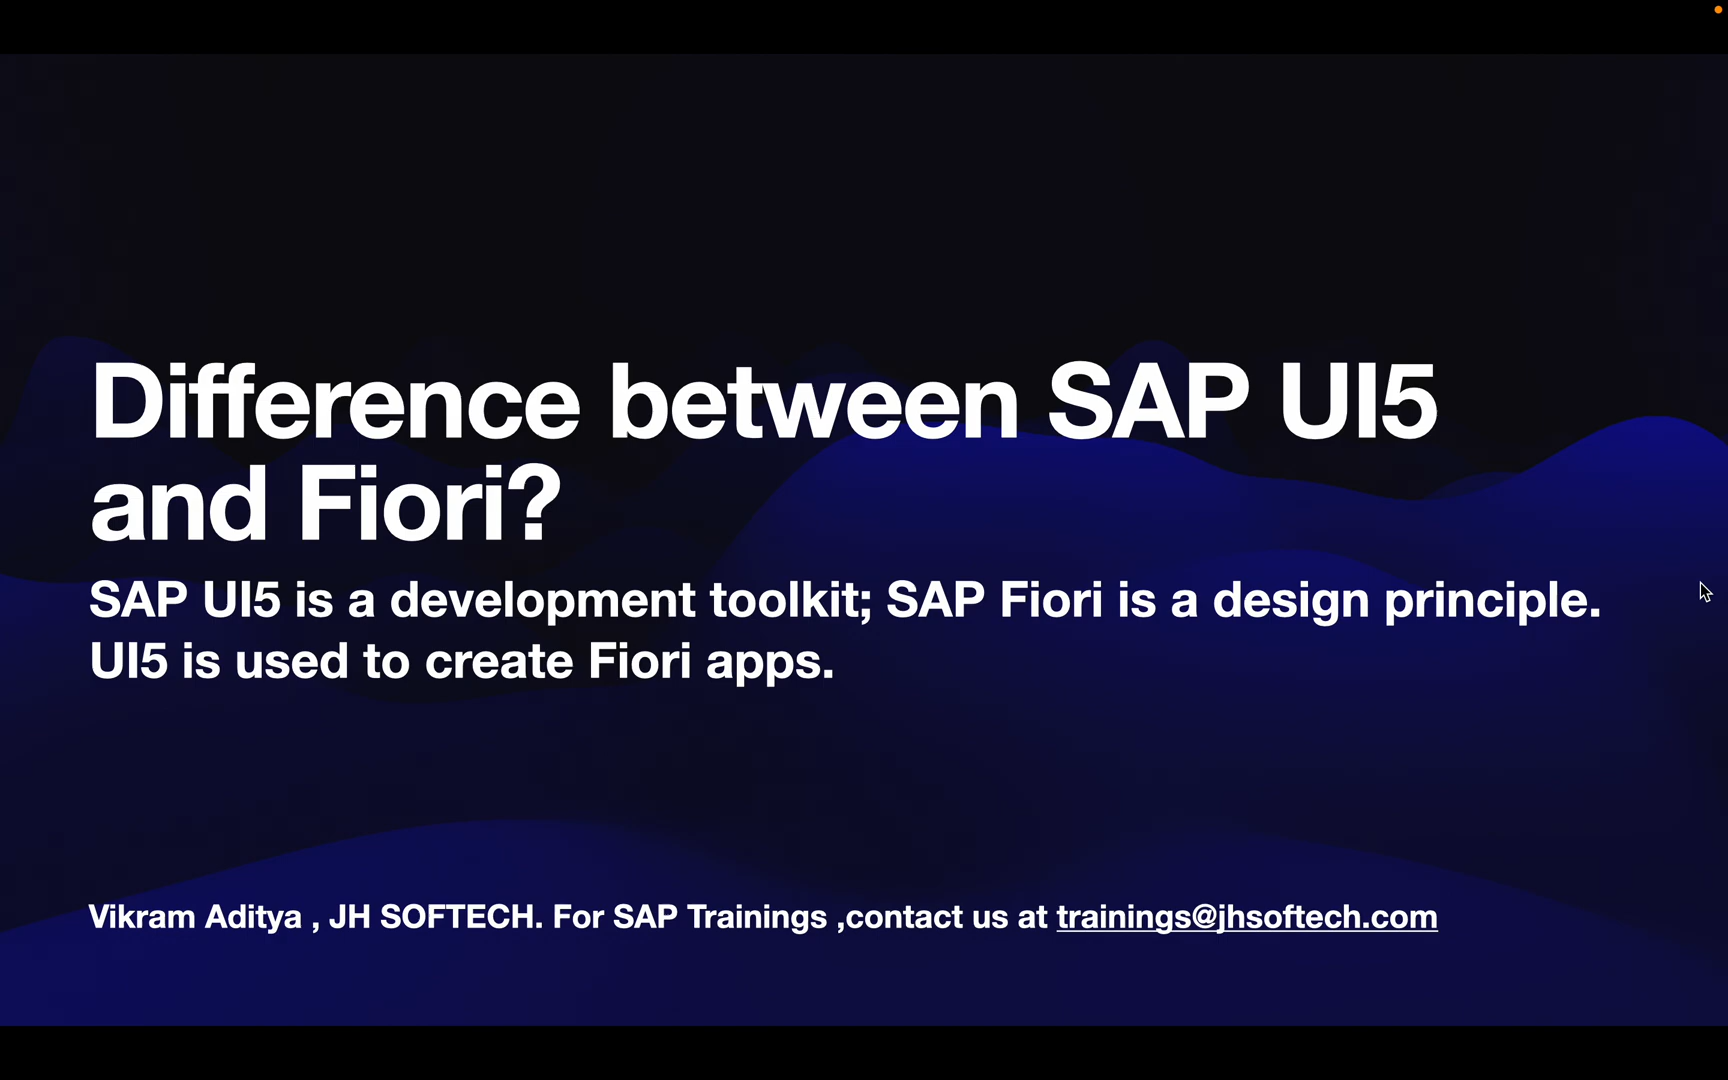 Difference between SAP UI5
and Fiori?
SAP UI5 is a development toolkit; SAP Fiori is a design principle.
UI5 is used to create Fiori apps.
Vikram Aditya , JH SOFTECH. For SAP Trainings ,contact us at trainings@jhsoftech.com